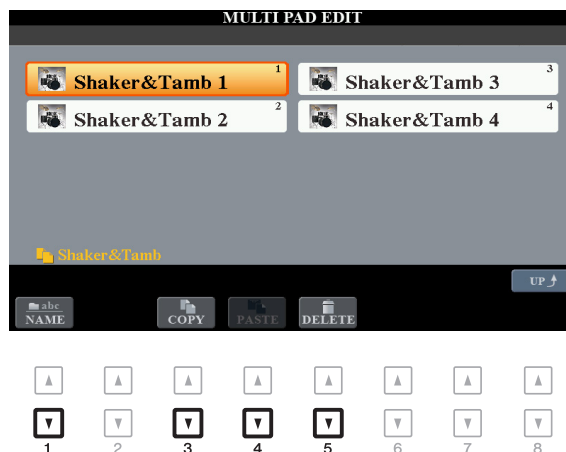 MULTI PAD EDIT
Shaker&Tamb 1
1
Shaker&Tamb 3
3
Shaker&Tamb 2
2
Shaker&Tamb 4
4
Shaker&Tamb
UP
abc
NAME
COPY
PASTE
DELETE
1 2 3 4 5 6 7 8